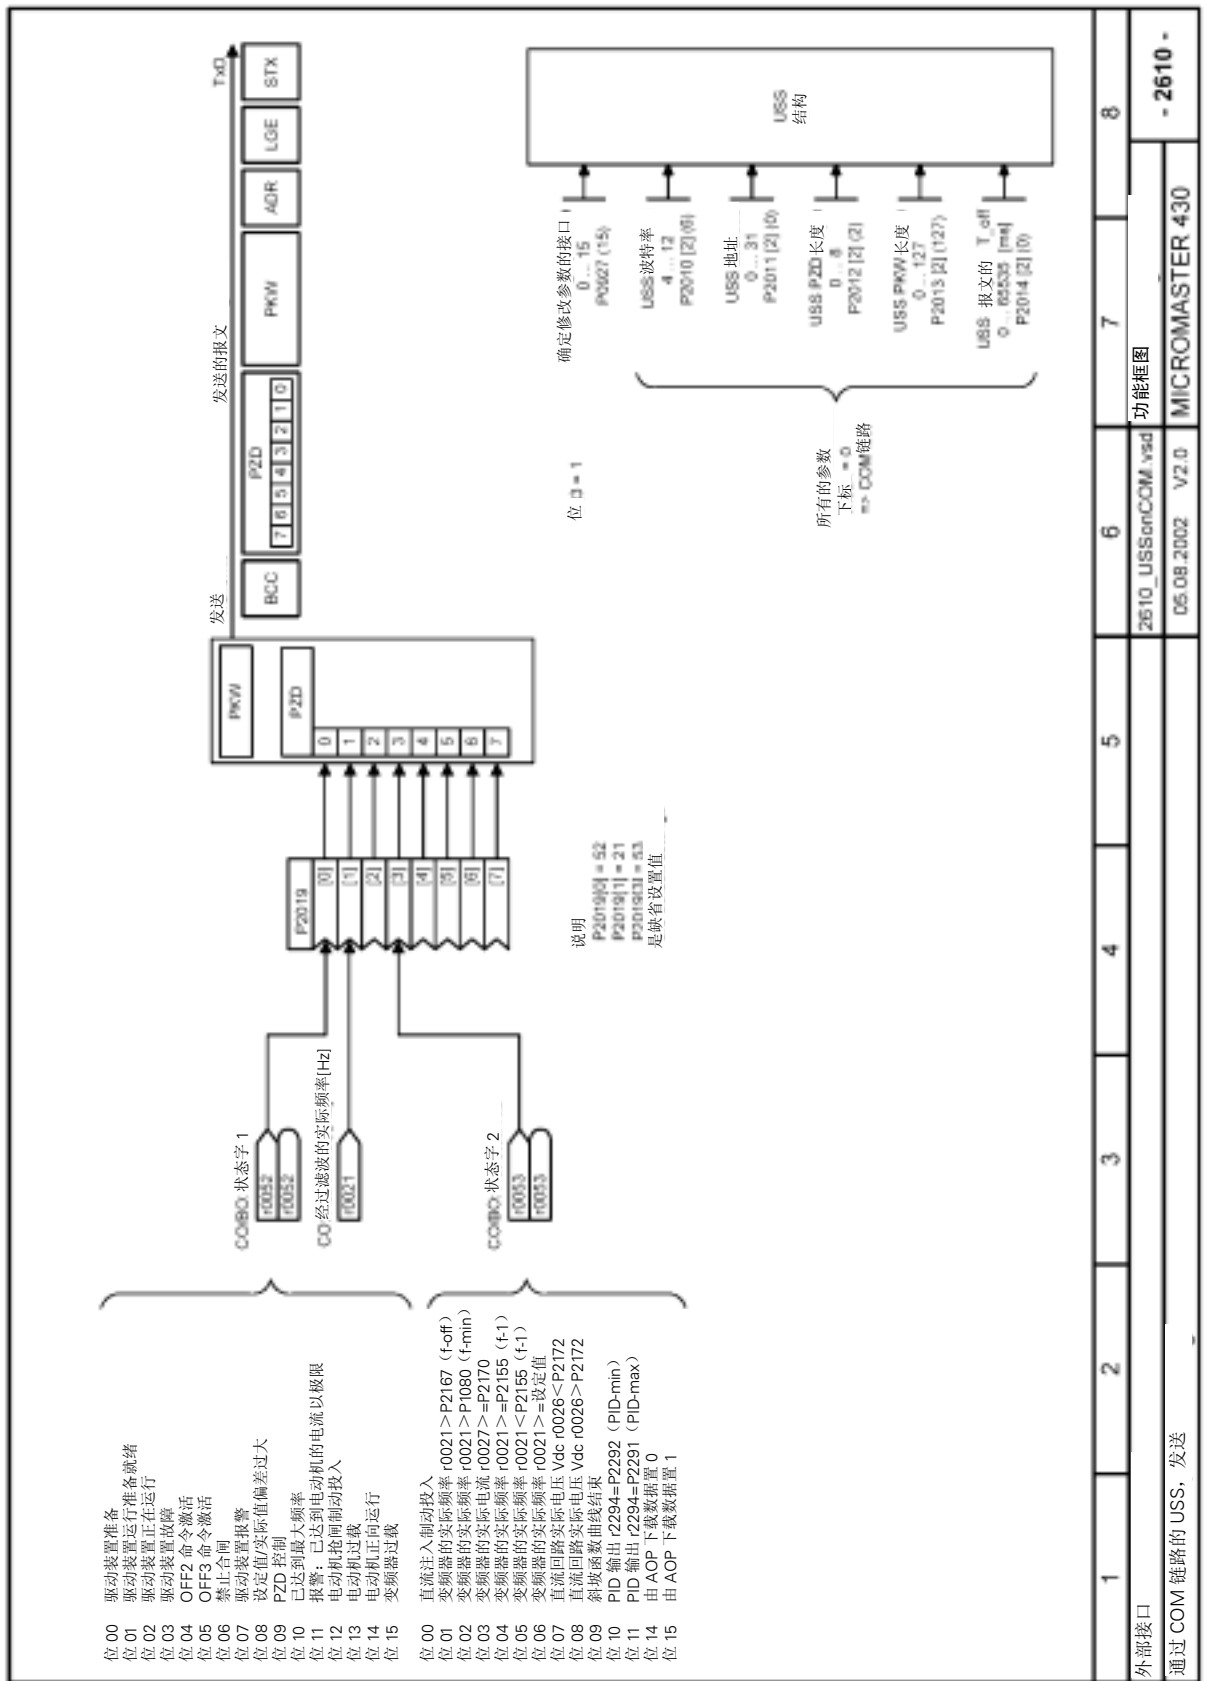 TxD
发送
发送的报文
BCC
PZD
7 6 5 4 3 2 1 0
PKW
ADR
LGE
STX
PKW
PZD
0
1
2
3
4
5
6
7
P2019
[0]
[1]
[2]
[3]
[4]
[5]
[6]
[7]
CO/BO:状态字 1
r0052
r0052
CO:经过滤波的实际频率[Hz]
r0021
CO/BO:状态字 2
r0053
r0053
位 00 驱动装置准备
位 01 驱动装置运行准备就绪
位 02 驱动装置正在运行
位 03 驱动装置故障
位 04 OFF2 命令激活
位 05 OFF3 命令激活
位 06 禁止合闸
位 07 驱动装置报警
位 08 设定值/实际值偏差过大
位 09 PZD 控制
位 10 已达到最大频率
位 11 报警：已达到电动机的电流以极限
位 12 电动机抱闸制动投入
位 13 电动机过载
位 14 电动机正向运行
位 15 变频器过载
位 00 直流注入制动投入
位 01 变频器的实际频率 r0021＞P2167（f-off）
位 02 变频器的实际频率 r0021＞P1080（f-min）
位 03 变频器的实际电流 r0027＞=P2170
位 04 变频器的实际频率 r0021＞=P2155（f-1）
位 05 变频器的实际频率 r0021＜P2155（f-1）
位 06 变频器的实际频率 r0021＞=设定值
位 07 直流回路实际电压 Vdc r0026＜P2172
位 08 直流回路实际电压 Vdc r0026＞P2172
位 09 斜坡函数曲线结束
位 10 PID 输出 r2294=P2292（PID-min）
位 11 PID 输出 r2294=P2291（PID-max）
位 14 由 AOP 下载数据置 0
位 15 由 AOP 下载数据置 1
说明
P2019[0] = 52
P2019[1] = 21
P2019[3] = 53
是缺省设置值
位 0 = 1
确定修改参数的接口
0 ... 15
P0927 (15)
USS波特率
4 ... 12
P2010 [2] (6)
USS 地址
0 ... 31
P2011 [2] (0)
USS PZD 长度
0 ... 8
P2012 [2] (2)
USS PKW 长度
0 ... 127
P2013 [2] (127)
USS 报文的 T_off
0 ... 65535 [ms]
P2014 [2] (0)
所有的参数
下标 = 0
=> COM链路
USS
结构
1 2 3 4 5 6 7 8
外部接口
2610_USSonCOM.vsd
功能框图
- 2610 -
通过 COM 链路的 USS，发送
05.08.2002 V2.0
MICROMASTER 430